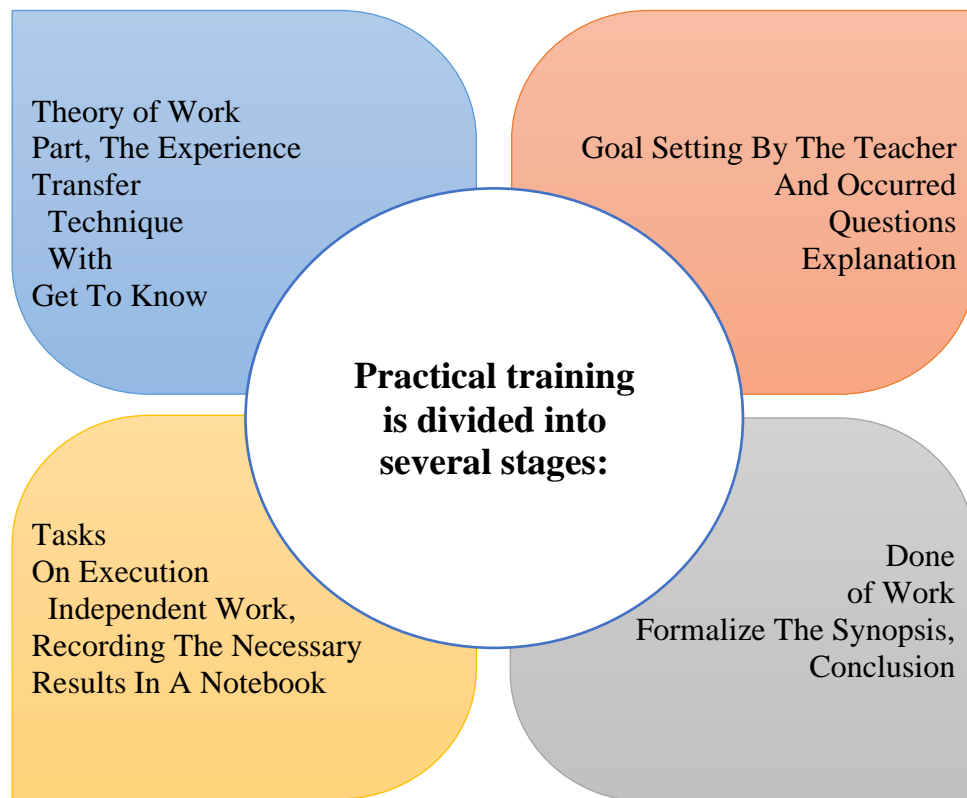 Theory of Work
Part, The Experience
Transfer
Technique
With
Get To Know
Goal Setting By The Teacher
And Occurred
Questions
Explanation
Practical training
is divided into
several stages:
Tasks
On Execution
Independent Work,
Recording The Necessary
Results In A Notebook
Done
of Work
Formalize The Synopsis,
Conclusion